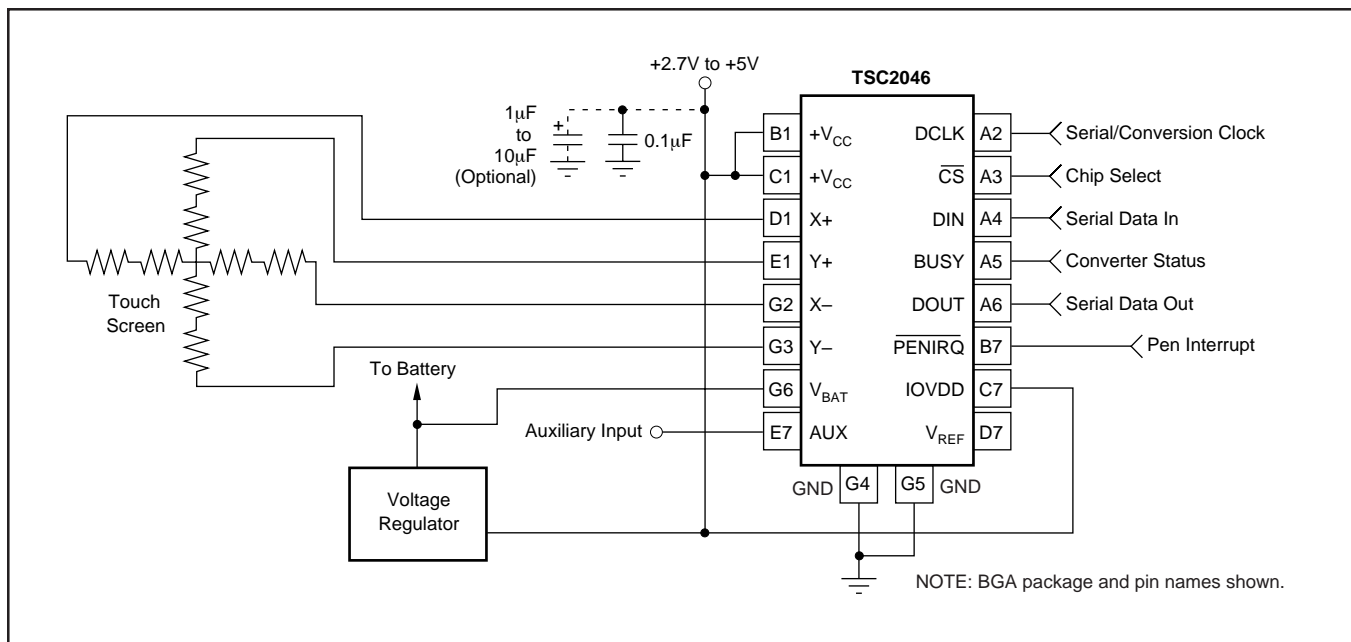 +2.7V to +5V
TSC2046
1µF
to
10µF
(Optional)
+
0.1µF
B1 +VCC DCLK A2 Serial/Conversion Clock
C1 +VCC CS A3 Chip Select
D1 X+ DIN A4 Serial Data In
E1 Y+ BUSY A5 Converter Status
G2 X– DOUT A6 Serial Data Out
G3 Y– PENIRQ B7 Pen Interrupt
G6 VBAT IOVDD C7
E7 AUX VREF D7
Touch
Screen
To Battery
Auxiliary Input
Voltage
Regulator
GND G4 G5 GND
NOTE: BGA package and pin names shown.